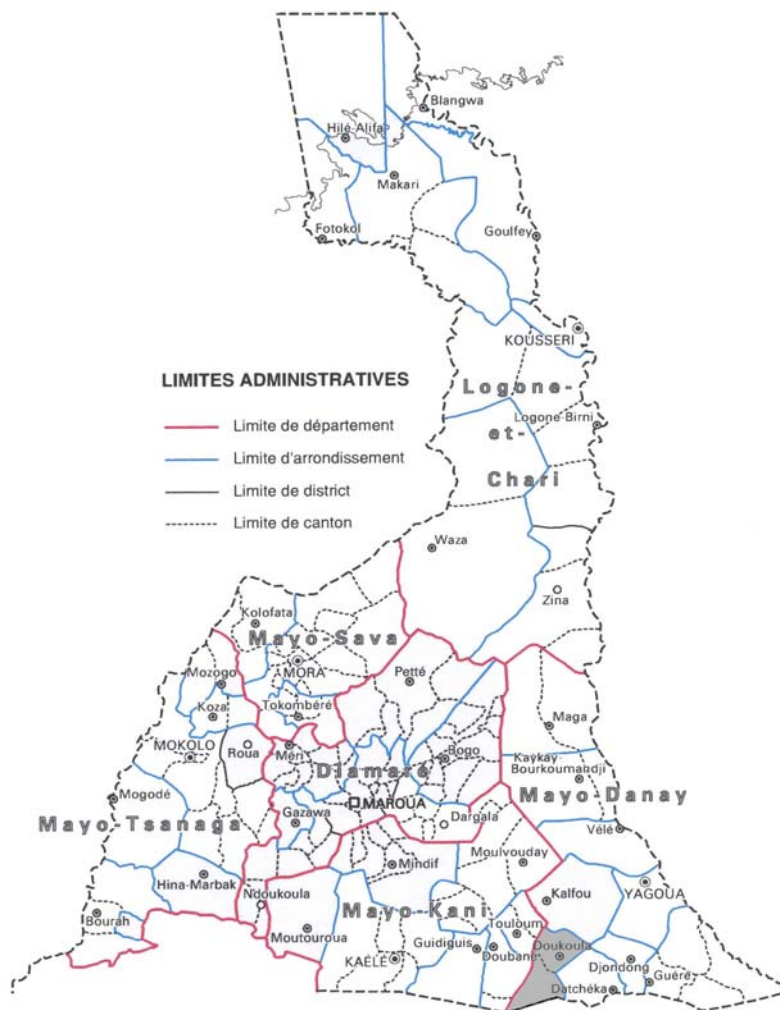 Blangwa
Hilé-Alifa
Makari
Fotokol
Goulfey
KOUSSERI
LIMITES ADMINISTRATIVES
Limite de département
Limite d'arrondissement
Limite de district
Limite de canton
Logone-
et-
Chari
Logone-Birni
Waza
Zina
Kolofata
Mayo-Sava
MORA
Petté
Mozogo
Koza
Tokombéré
Maga
MOKOLO
Roua
Méri
Bogo
Kaykay-
Bourkoumandji
Diamaré
Mogodé
MAROUA
Mayo-Danay
Mayo-Tsanaga
Gazawa
Dargala
Vélé
Mindif
Moulvouday
Hina-Marbak
Ndoukoula
Kalfou
YAGOUA
Bourah
Mayo-Kani
Moutouroua
Touloum
Guidiguis
Doubané
Doukoula
KAELÉ
Djondong
Guéré
Datchéka